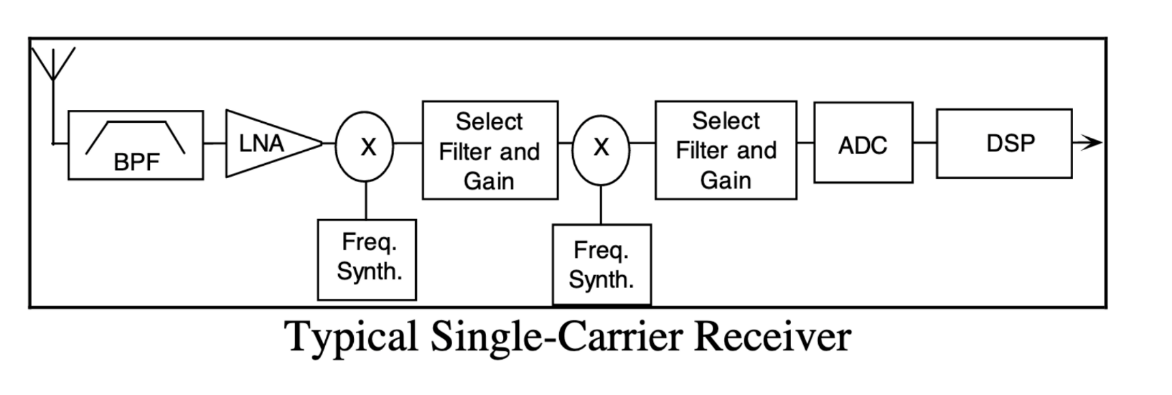 BPF
LNA
X
Select
Filter and
Gain
X
Select
Filter and
Gain
ADC
DSP
Freq.
Synth.
Freq.
Synth.
Typical Single-Carrier Receiver